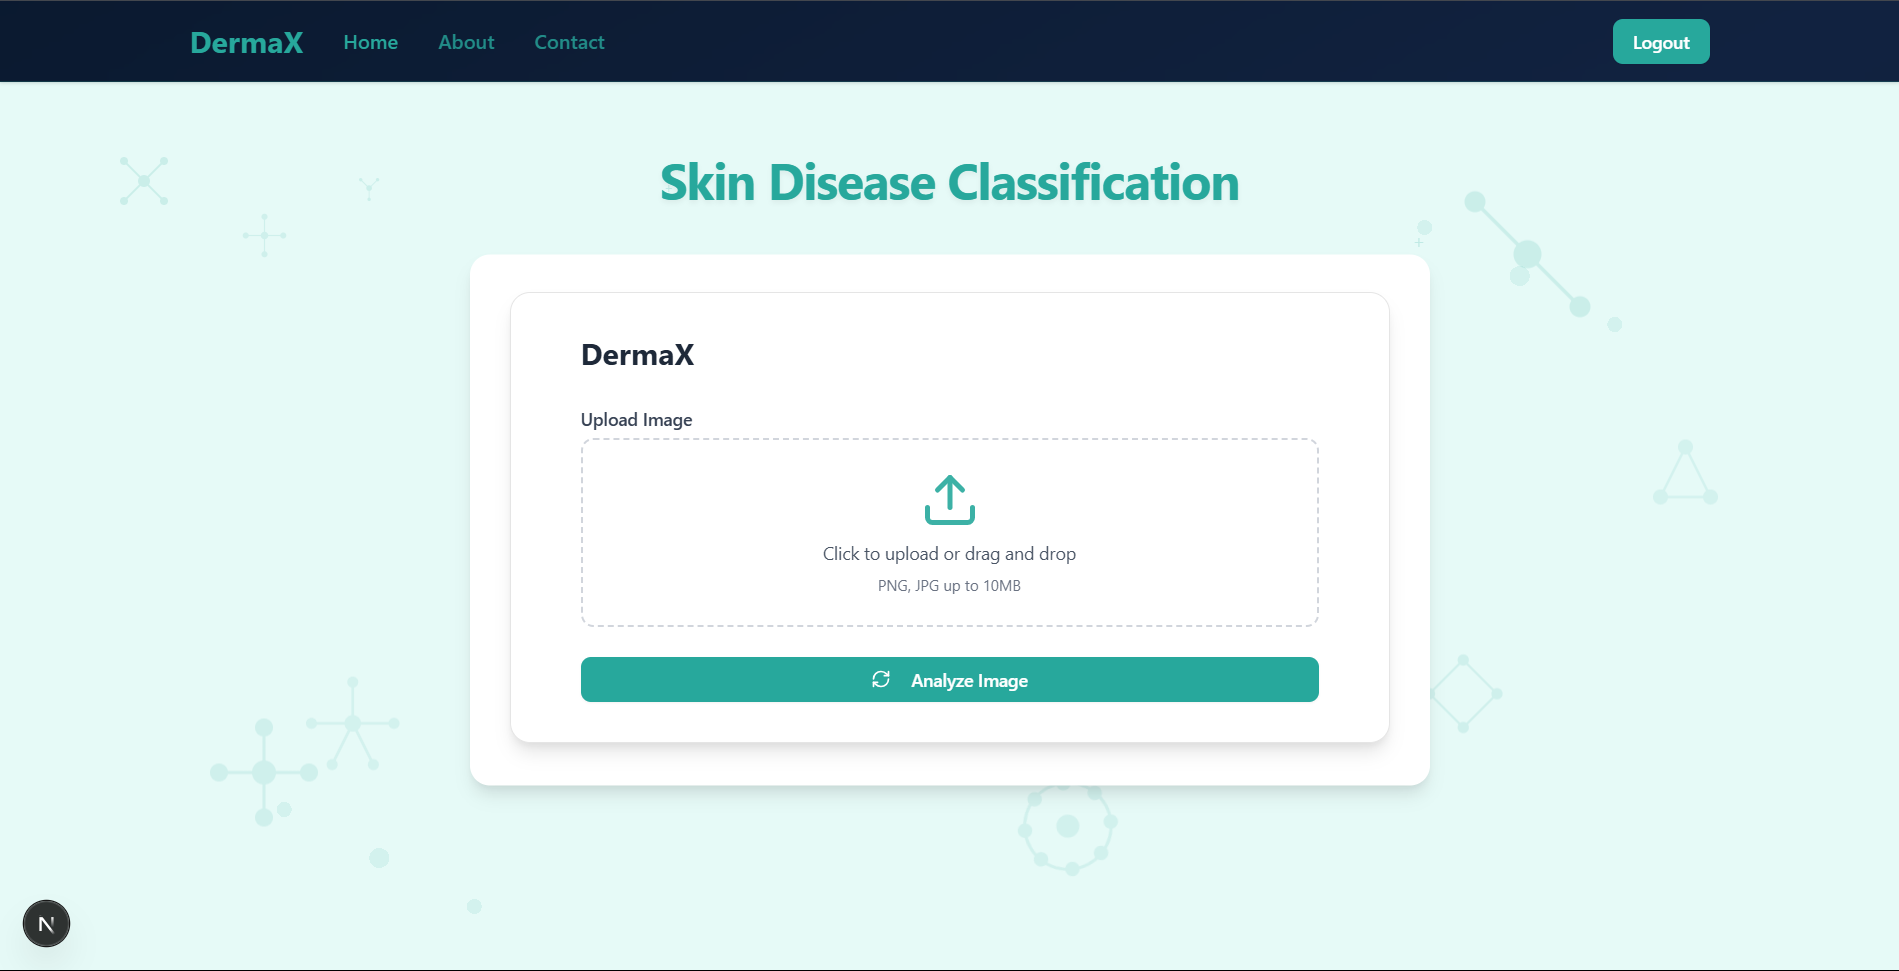 DermaX
Home
About
Contact
Logout
Skin Disease Classification
DermaX
Upload Image
Click to upload or drag and drop
PNG, JPG up to 10MB
Analyze Image
N